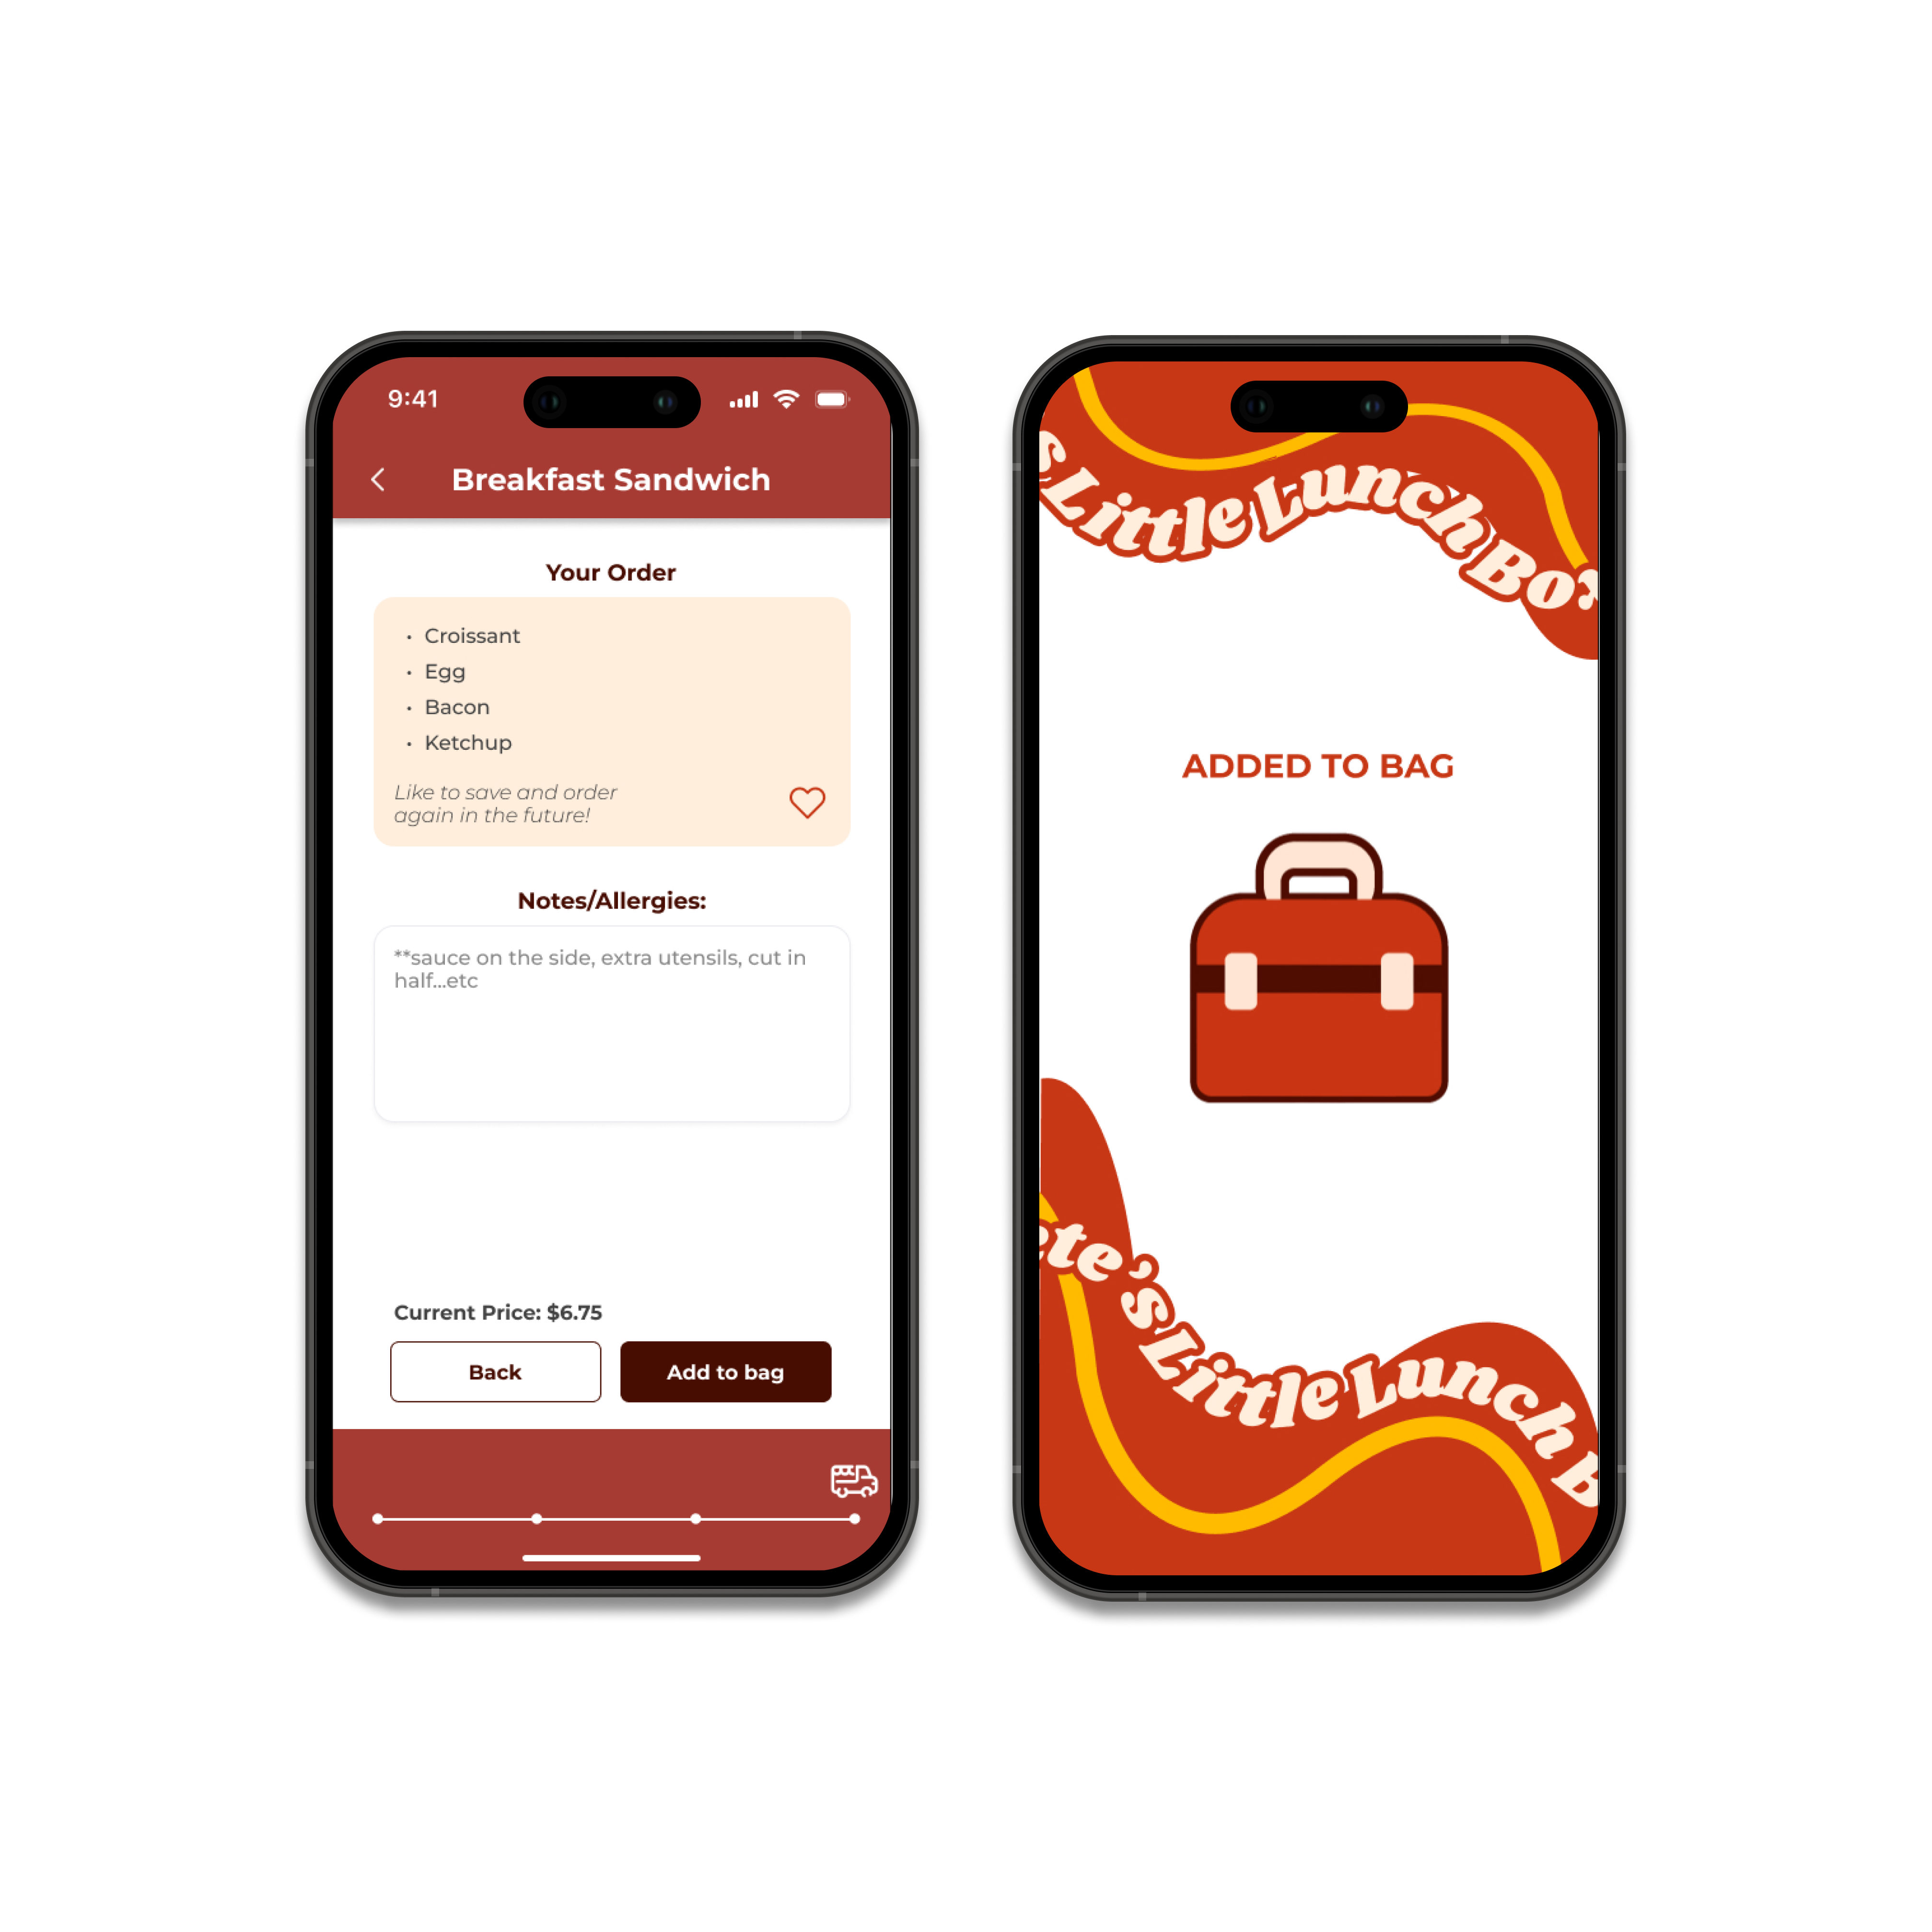 9:41
Breakfast Sandwich
Your Order
• Croissant
• Egg
• Bacon
• Ketchup
Like to save and order
again in the future!
Notes/Allergies:
**sauce on the side, extra utensils, cut in
half...etc
Current Price: $6.75
Back
Add to bag
s Little Lunch Box
ADDED TO BAG
ete's Little Lunch B